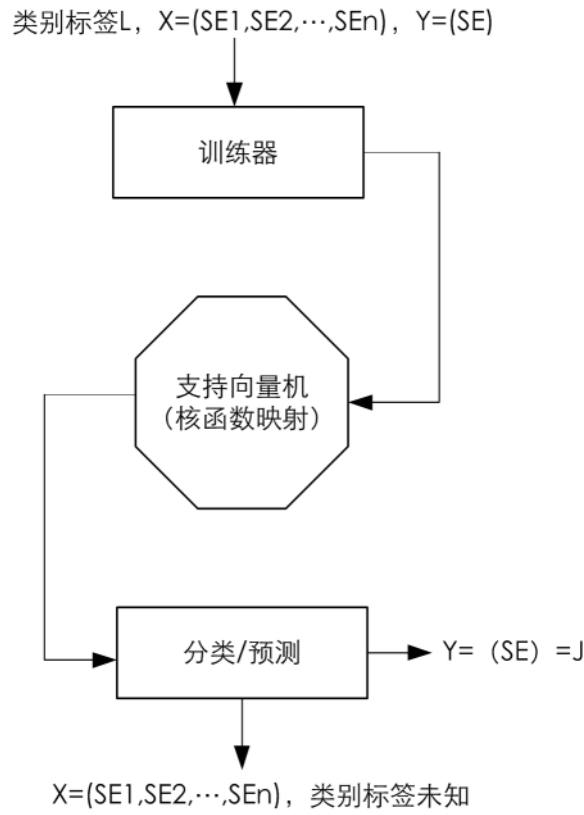 类别标签L，X=(SE1,SE2,⋯,SEn)，Y=(SE)
训练器
支持向量机
（核函数映射）
分类/预测
Y=（SE）=J
X=(SE1,SE2,⋯,SEn)，类别标签未知